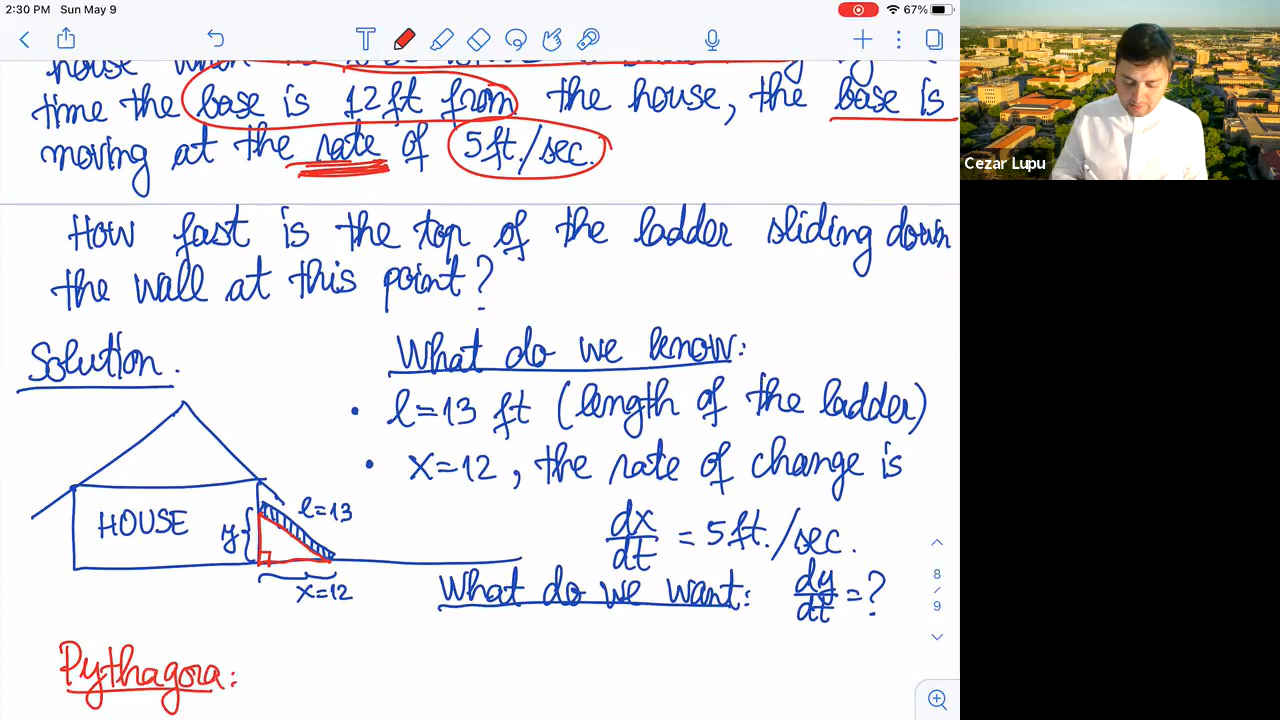 2:30 PM Sun May 9
67%
house when
time the base is 12 ft from the house, the base is
moving at the rate of 5 ft./sec.
How fast is the top of the ladder sliding down
the wall at this point?
Solution.
What do we know:
• l=13 ft (length of the ladder)
• x=12, the rate of change is
dx/dt = 5 ft./sec.
HOUSE
y
l=13
x=12
What do we want: dy/dt = ?
Pythagora:
8
/
9
T
Cezar Lupu